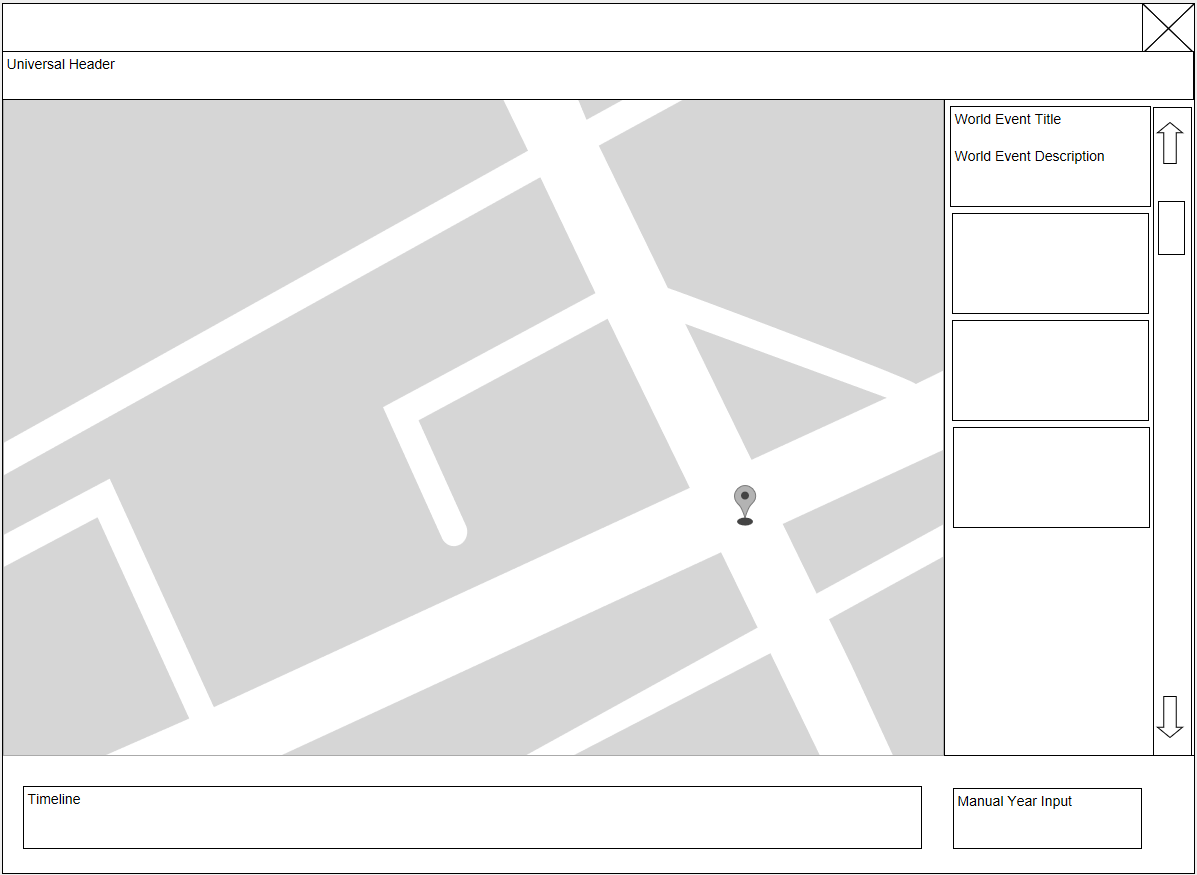 Universal Header
World Event Title
World Event Description
Timeline
Manual Year Input